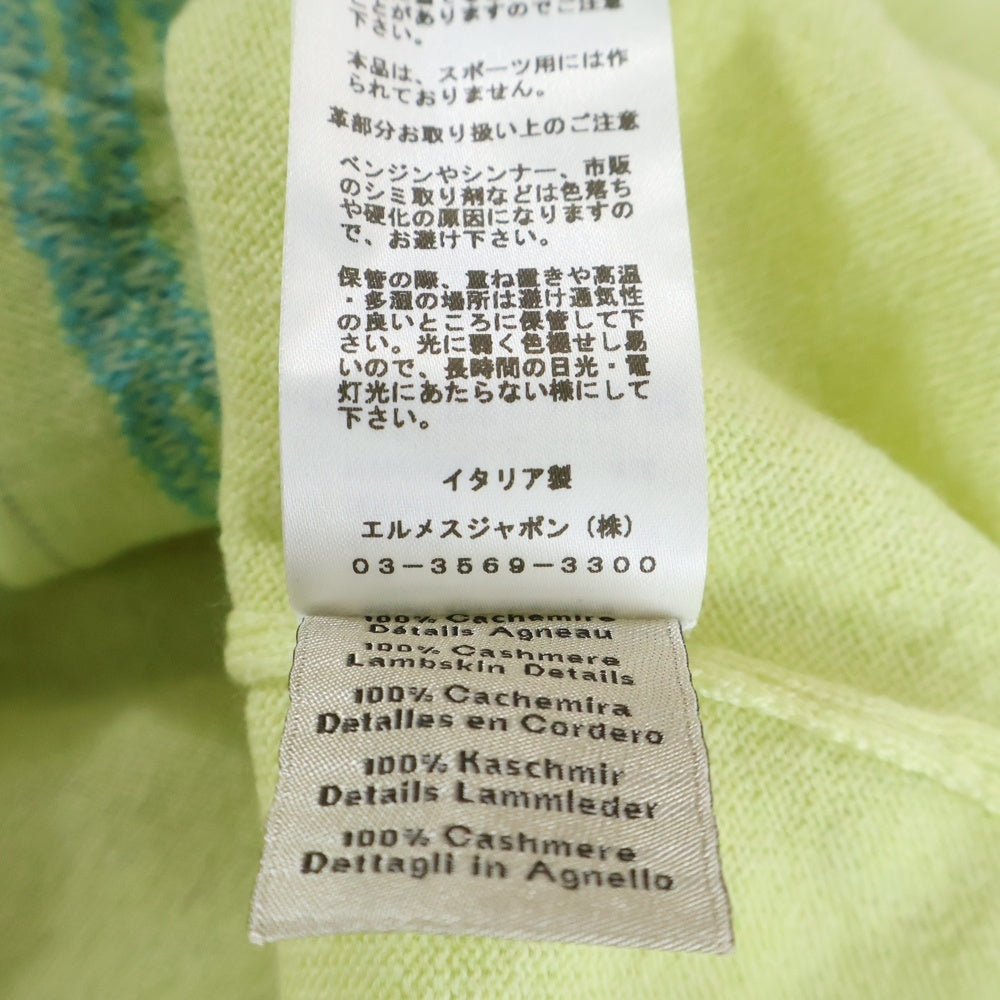 とがありますのでご注意
下さい。
本品は、スポーツ用には作
られておりません。
革部分お取り扱い上のご注意
ベンジンやシンナー、市販
のシミ取り剤などは色落ち
や硬化の原因になりますの
で、お避け下さい。
保管の際、重ね置きや高温
・多湿の場所は避け通気性
の良いところに保管して下
さい。光に弱く色褪せし易
いので、長時間の日光・電
灯光にあたらない様にして
下さい。
イタリア製
エルメスジャポン（株）
03−3569−3300
100% Cachemire
Détails Agneau
100% Cashmere
Lambskin Details
100% Cachemira
Detalles en Cordero
100% Kaschmir
Details Lammleder
100% Cashmere
Dettagli in Agnello